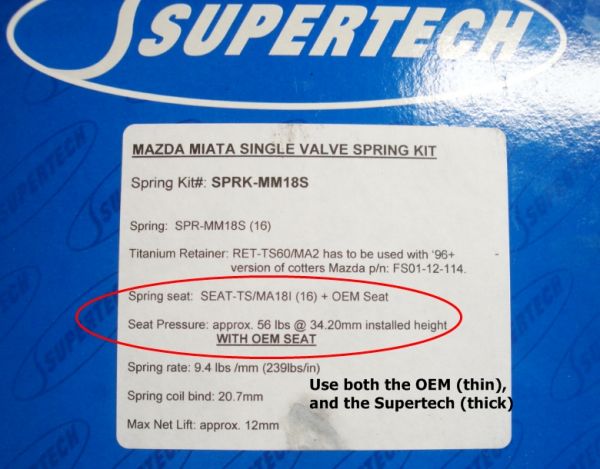 SUPERTECH
MAZDA MIATA SINGLE VALVE SPRING KIT
Spring Kit#: SPRK-MM18S
Spring: SPR-MM18S (16)
Titanium Retainer: RET-TS60/MA2 has to be used with ‘96+
version of cotters Mazda p/n: FS01-12-114.
Spring seat: SEAT-TS/MA18I (16) + OEM Seat
Seat Pressure: approx. 56 lbs @ 34.20mm installed height
WITH OEM SEAT
Spring rate: 9.4 lbs /mm (239lbs/in)
Use both the OEM (thin),
and the Supertech (thick)
Spring coil bind: 20.7mm
Max Net Lift: approx. 12mm
SUPERTECH